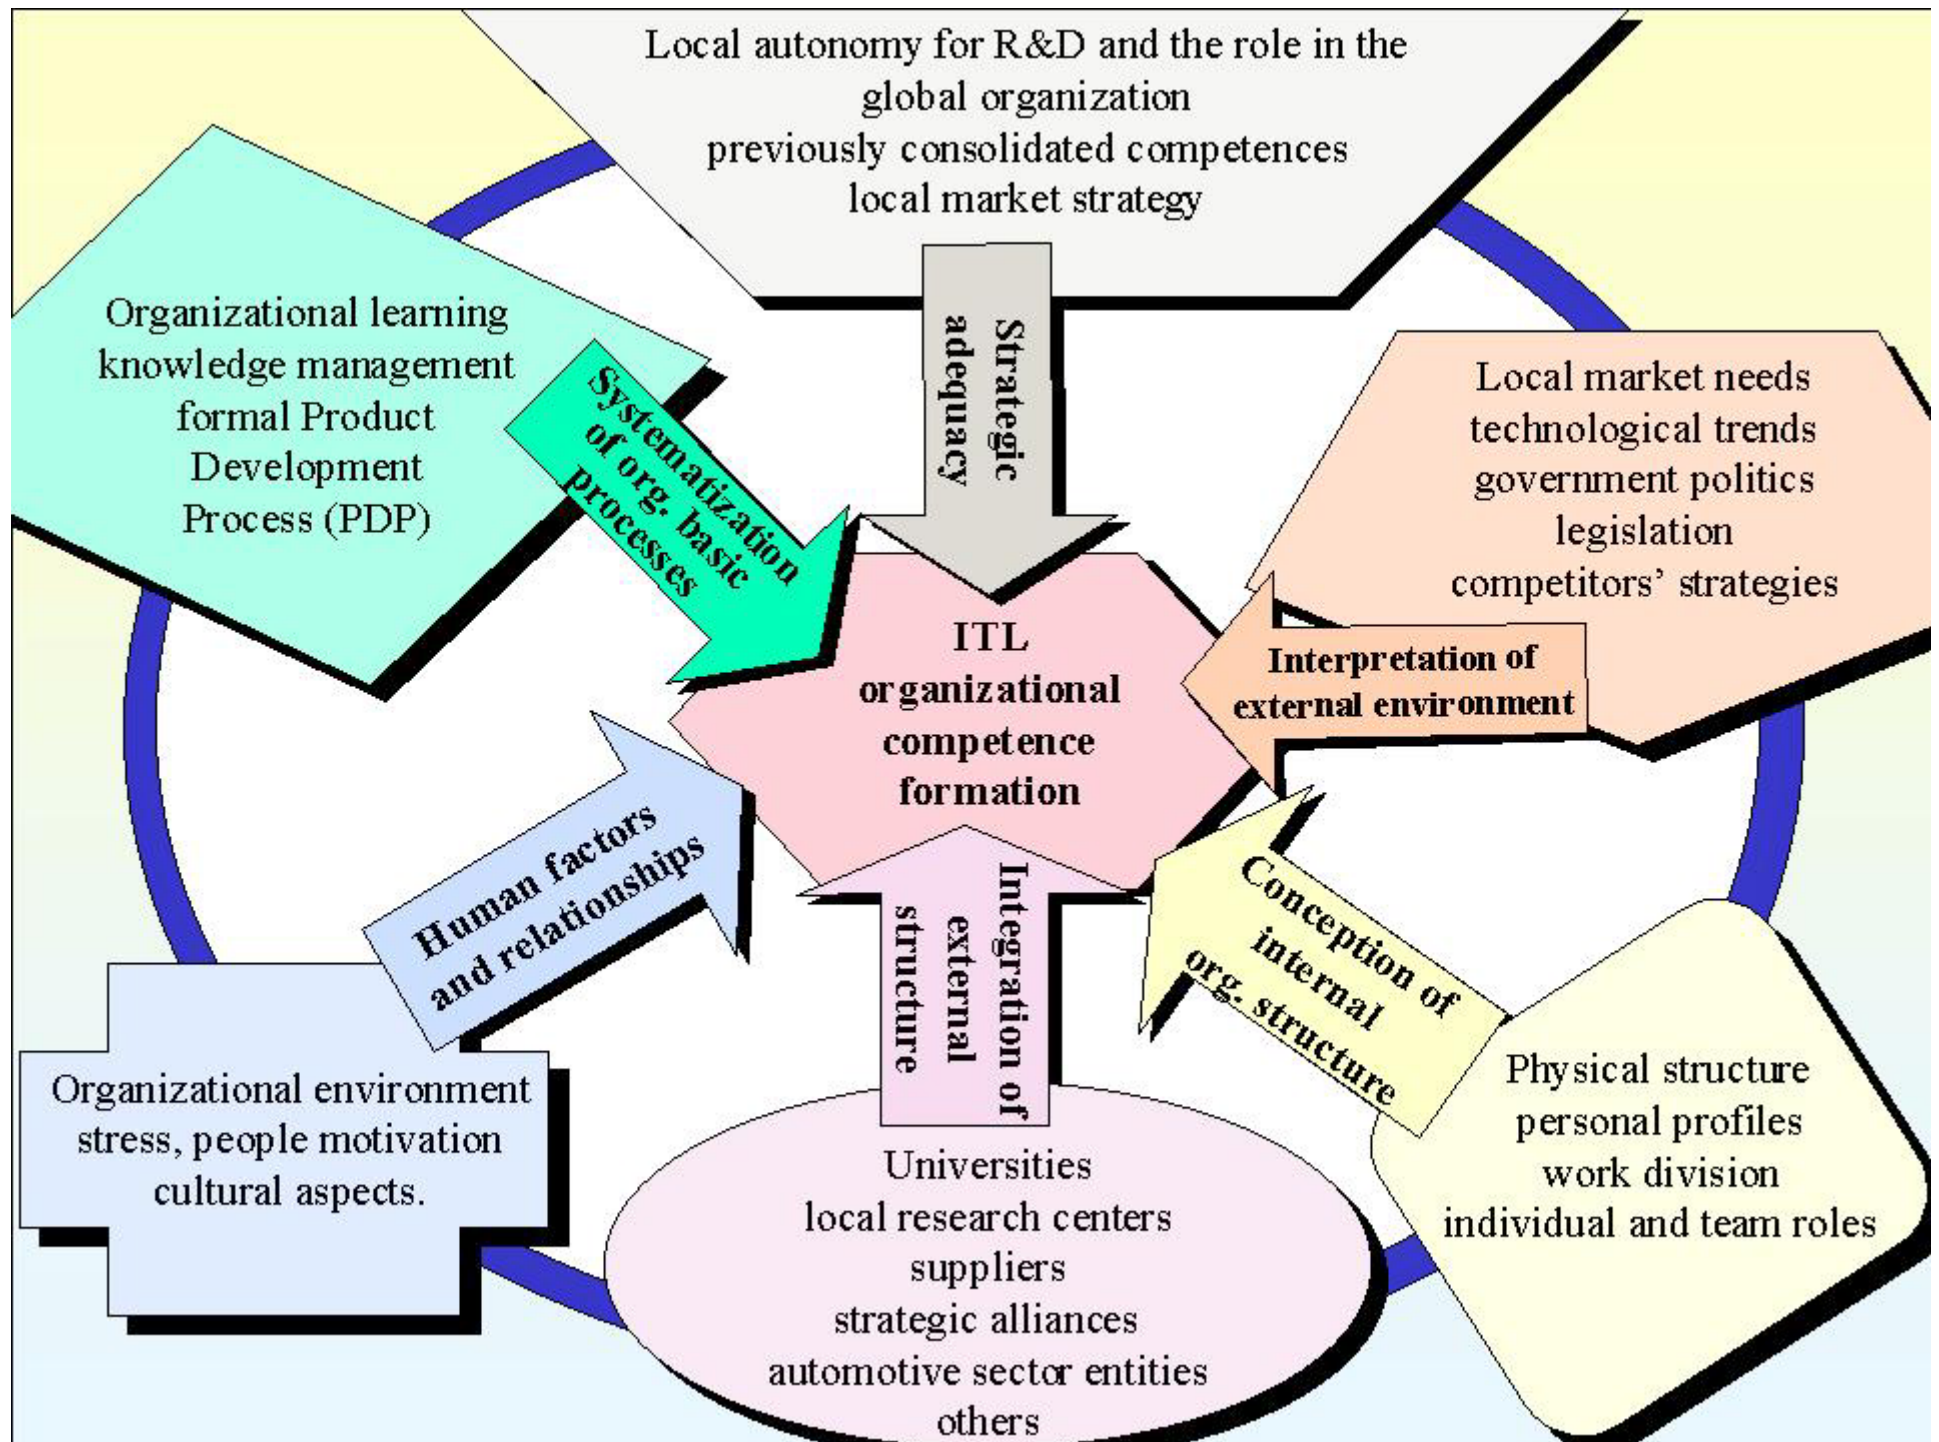 Local autonomy for R&D and the role in the
global organization
previously consolidated competences
local market strategy
Strategic
adequacy
Organizational learning
knowledge management
formal Product
Development
Process (PDP)
Systematization
of org. basic
processes
Local market needs
technological trends
government politics
legislation
competitors’ strategies
Interpretation of
external environment
ITL
organizational
competence
formation
Human factors
and relationships
Organizational environment
stress, people motivation
cultural aspects.
Integration of
external
structure
Universities
local research centers
suppliers
strategic alliances
automotive sector entities
others
Conception of
internal
org. structure
Physical structure
personal profiles
work division
individual and team roles